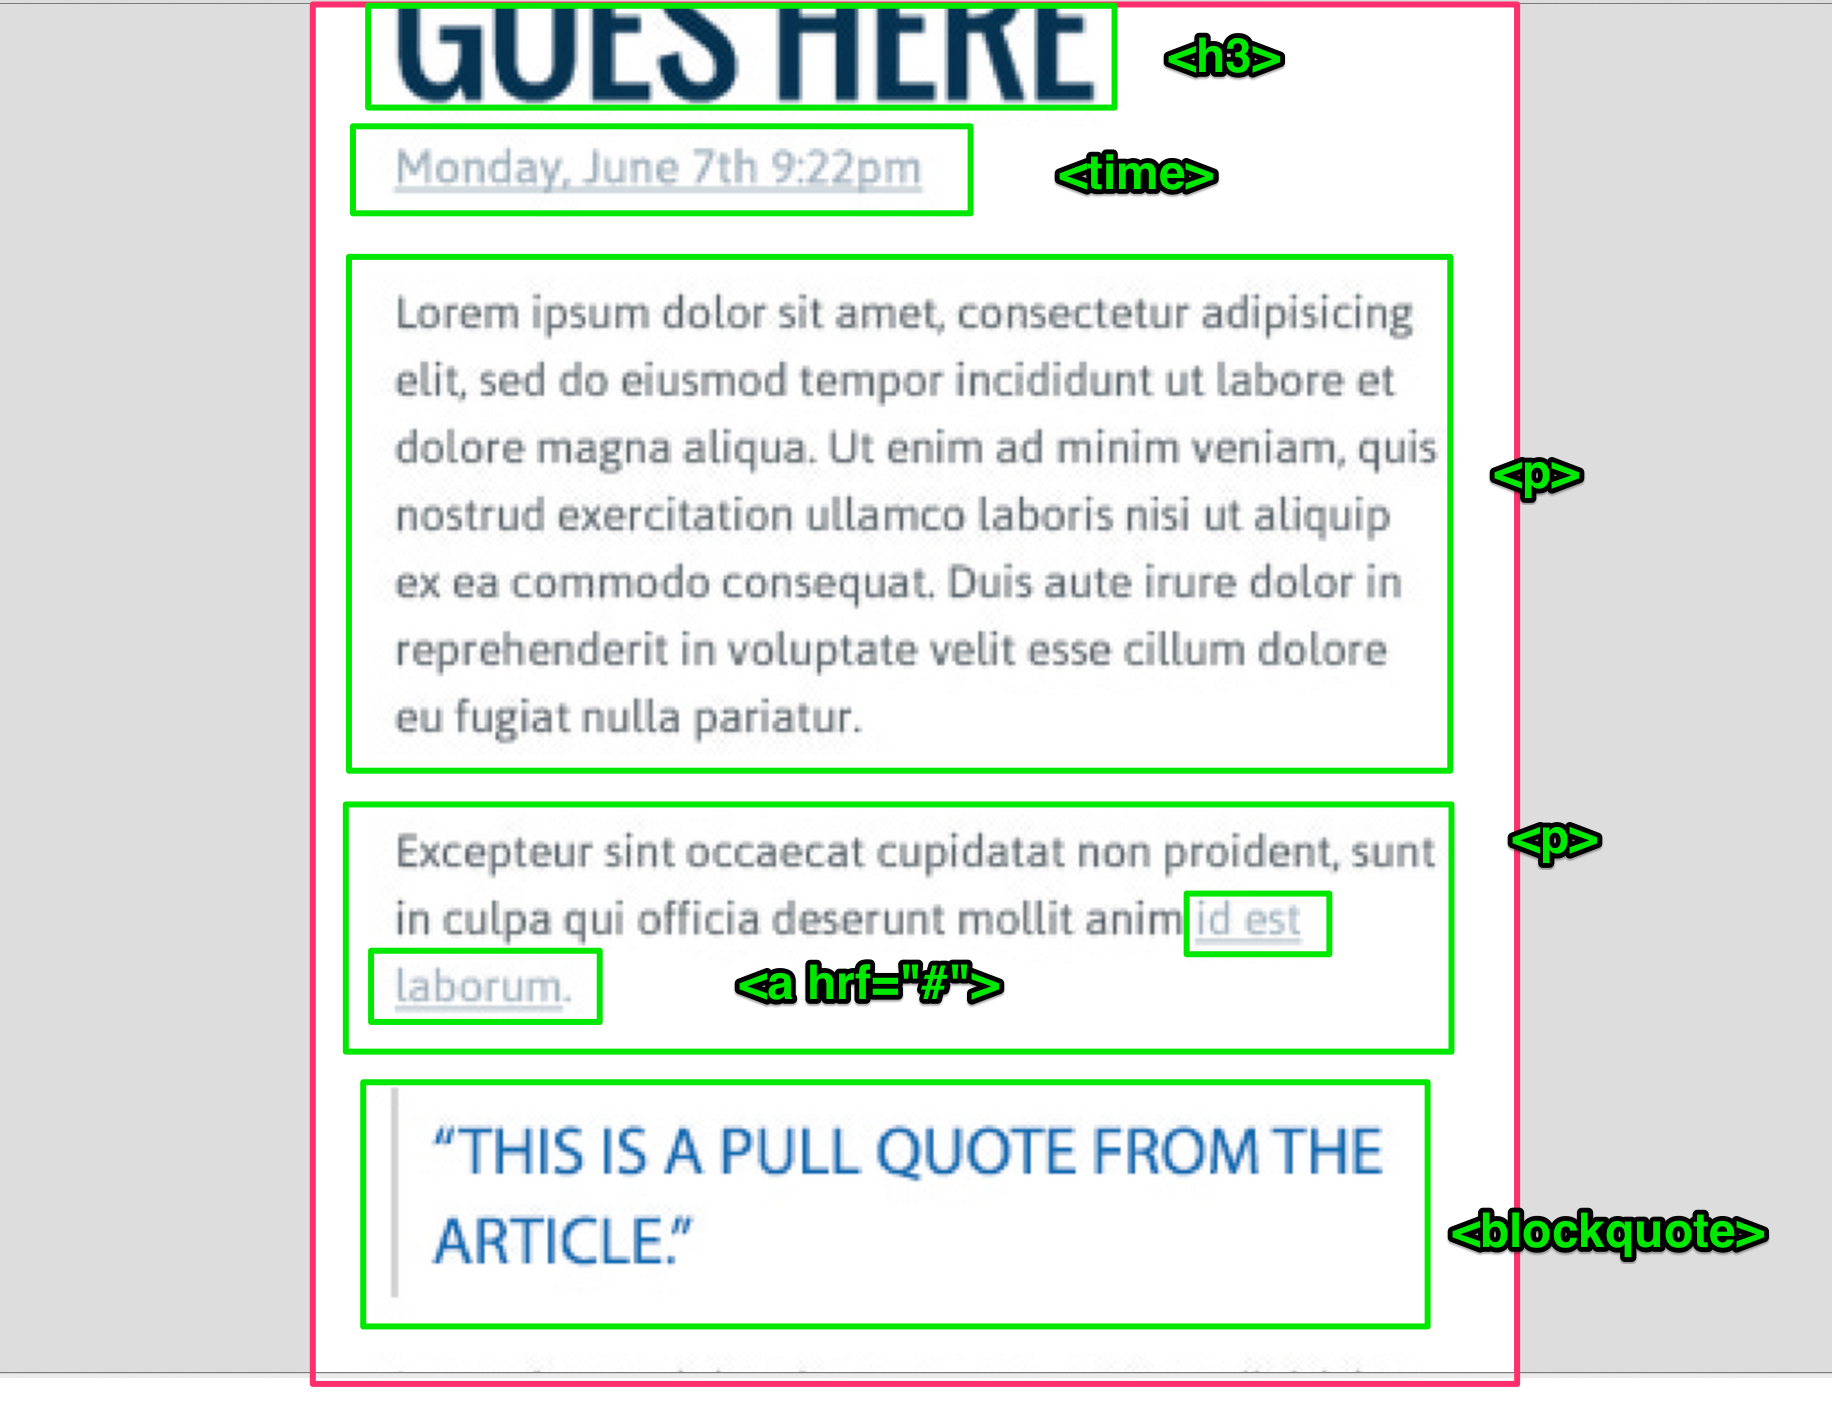 GOES HERE
<h3>
Monday, June 7th 9:22pm
<time>
Lorem ipsum dolor sit amet, consectetur adipisicing
elit, sed do eiusmod tempor incididunt ut labore et
dolore magna aliqua. Ut enim ad minim veniam, quis
<p>
nostrud exercitation ullamco laboris nisi ut aliquip
ex ea commodo consequat. Duis aute irure dolor in
reprehenderit in voluptate velit esse cillum dolore
eu fugiat nulla pariatur.
Excepteur sint occaecat cupidatat non proident, sunt
<p>
in culpa qui officia deserunt mollit anim id est
laborum.
<a hrf="#">
“THIS IS A PULL QUOTE FROM THE
ARTICLE.”
<blockquote>